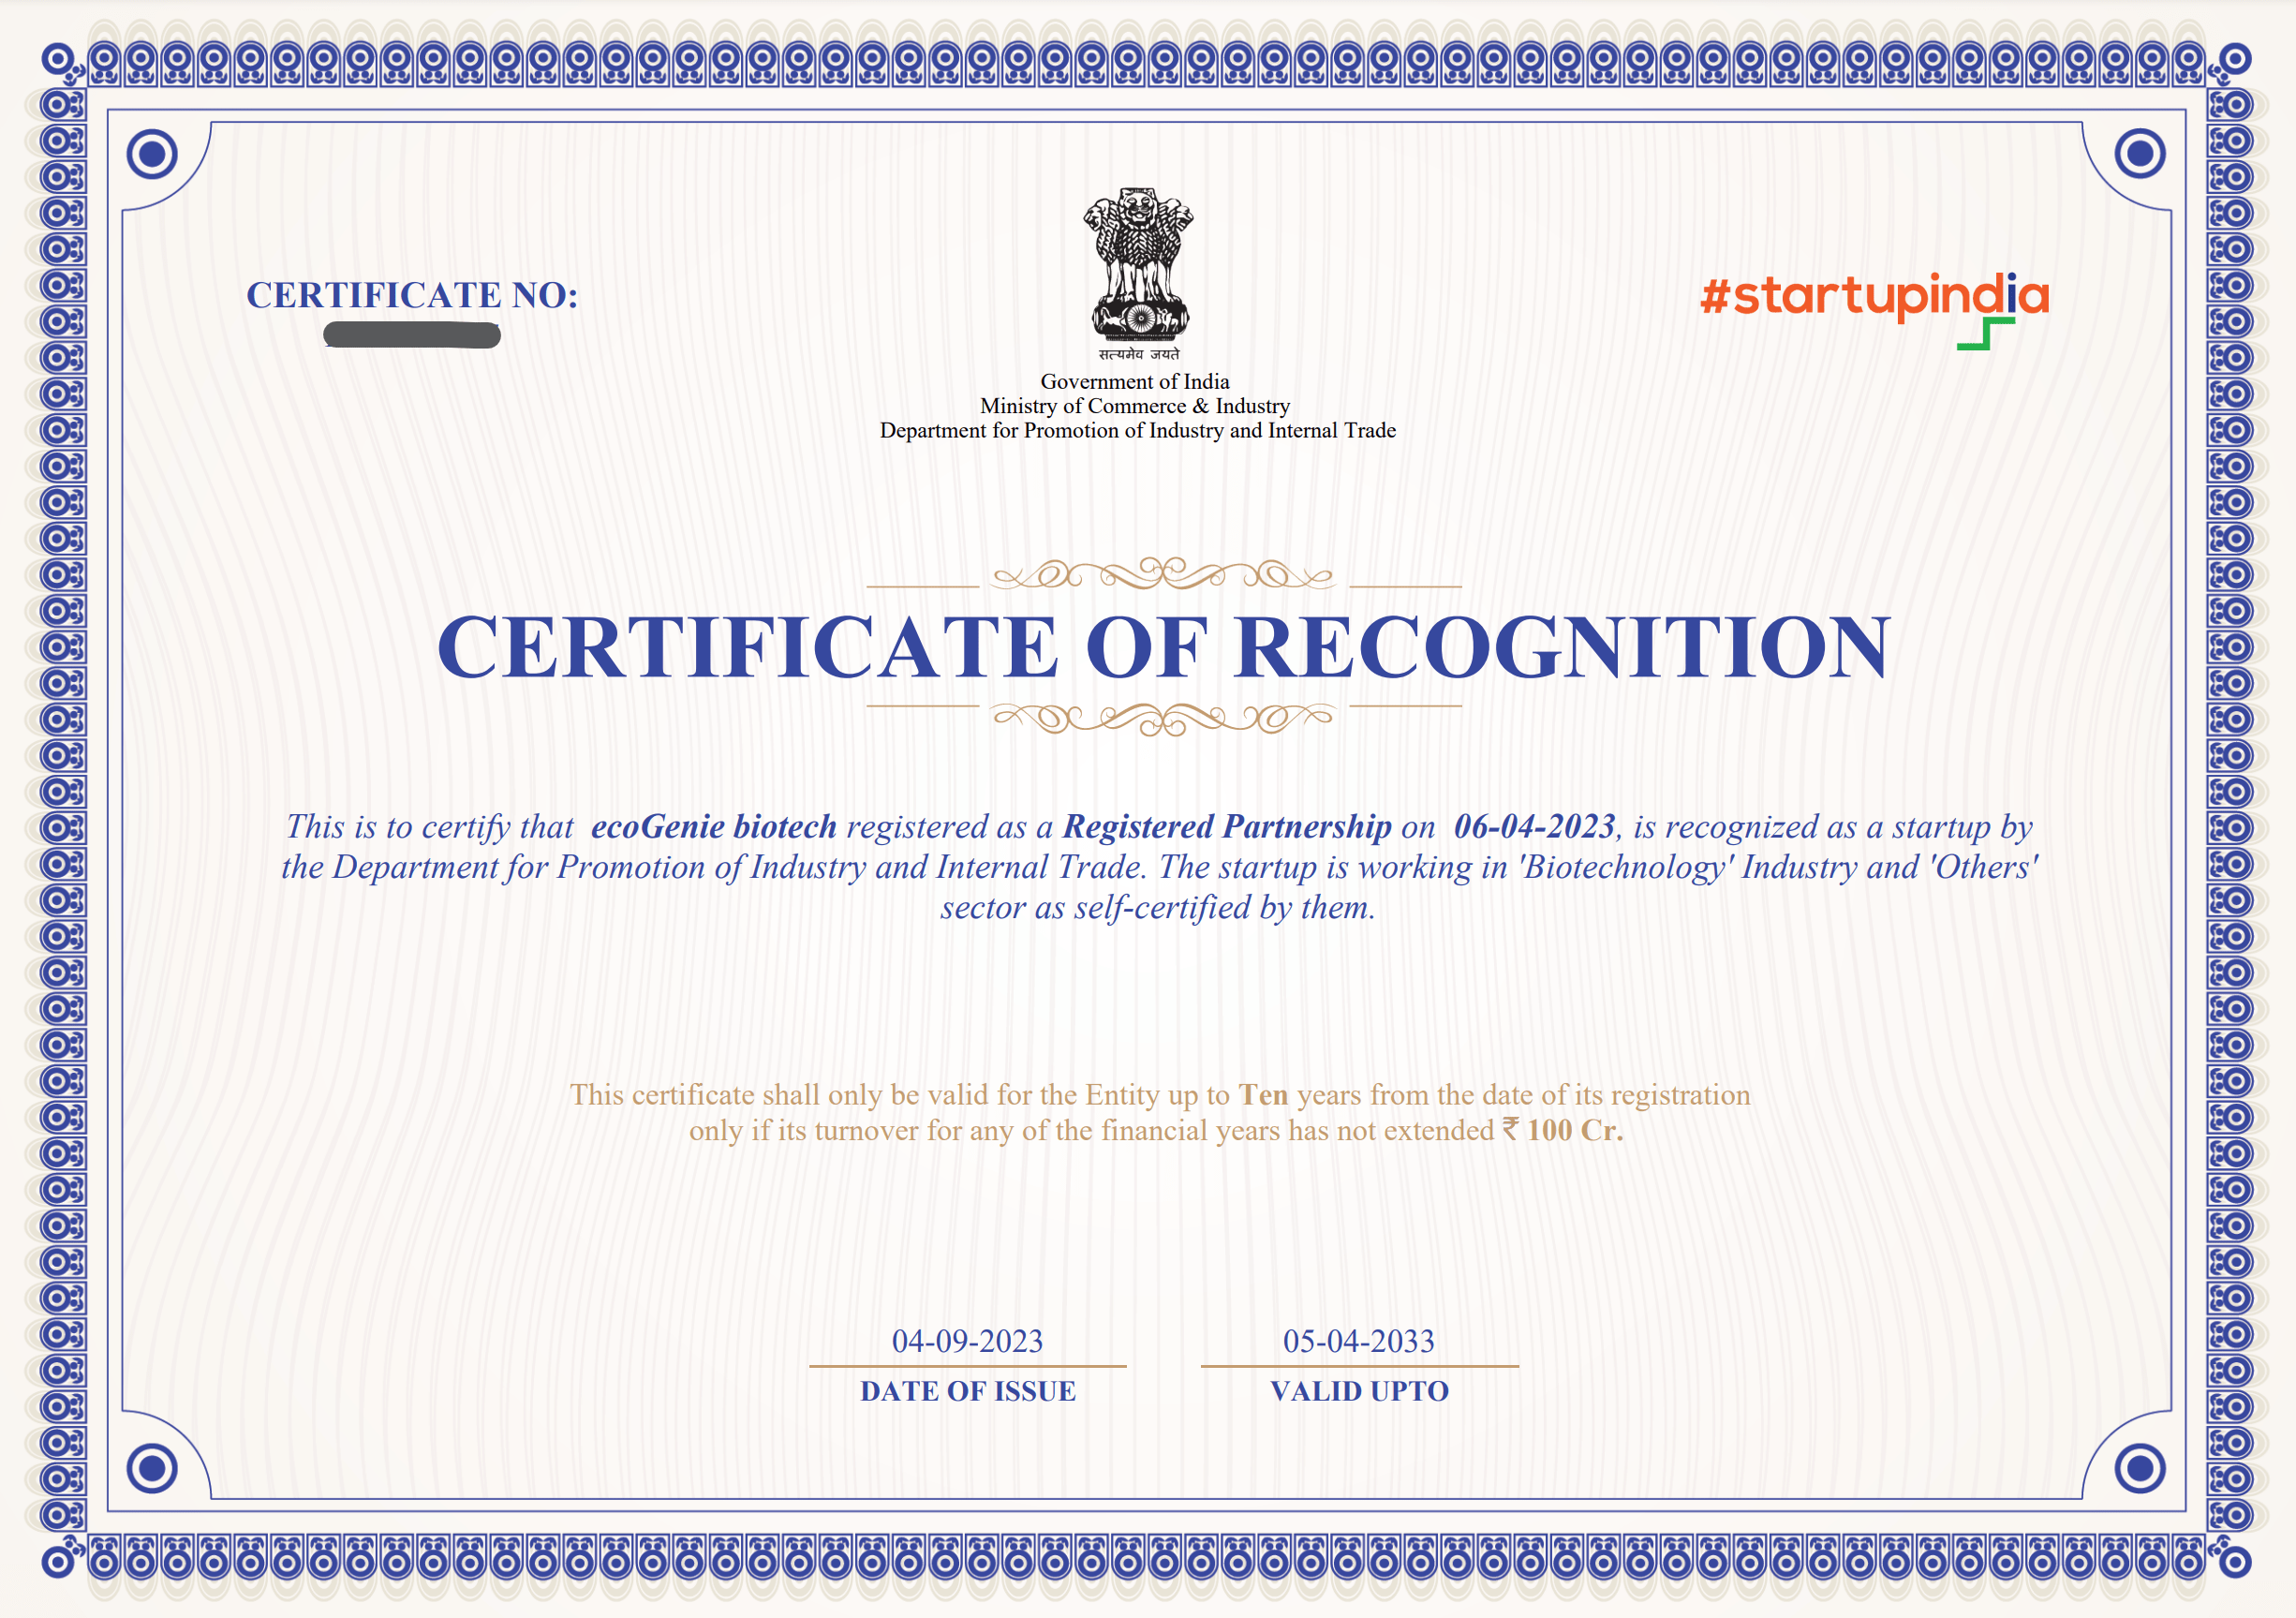 CERTIFICATE NO:
#startupindia
सत्यमेव जयते
Government of India
Ministry of Commerce & Industry
Department for Promotion of Industry and Internal Trade
CERTIFICATE OF RECOGNITION
This is to certify that ecoGenie biotech registered as a Registered Partnership on 06-04-2023, is recognized as a startup by
the Department for Promotion of Industry and Internal Trade. The startup is working in 'Biotechnology' Industry and 'Others'
sector as self-certified by them.
This certificate shall only be valid for the Entity up to Ten years from the date of its registration
only if its turnover for any of the financial years has not extended ₹ 100 Cr.
04-09-2023
DATE OF ISSUE
05-04-2033
VALID UPTO